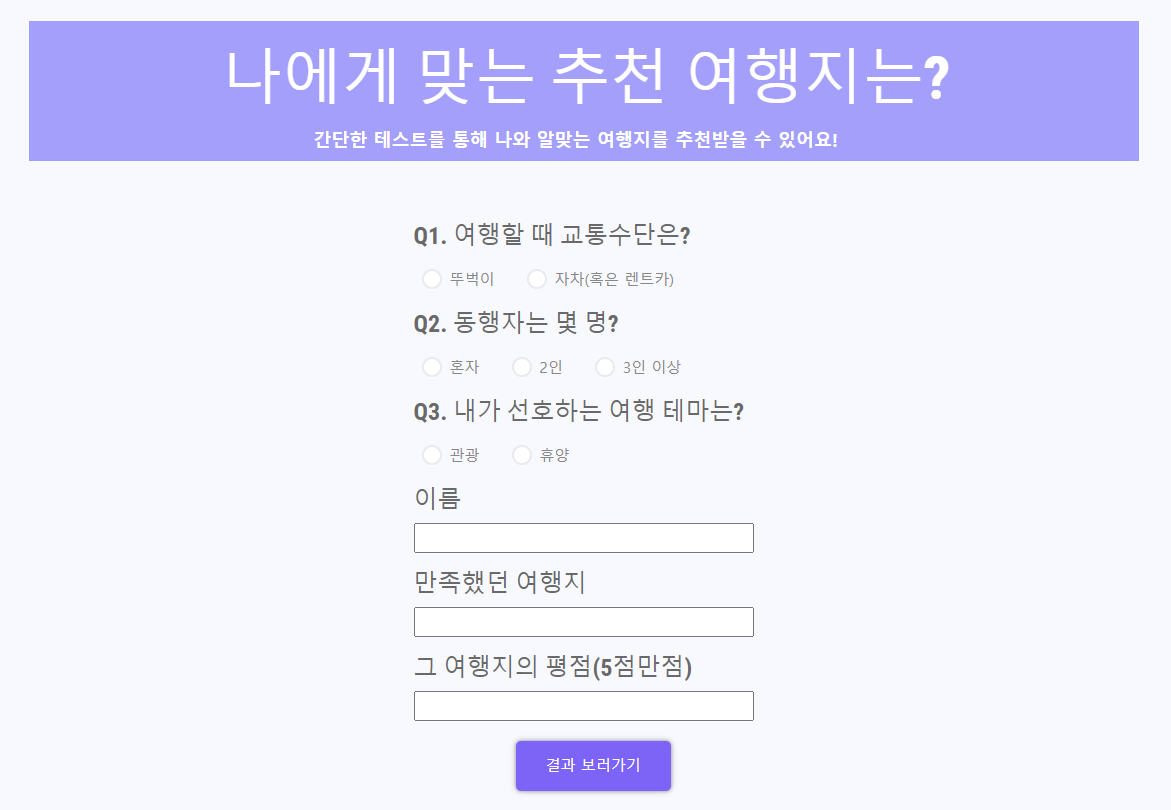 나에게 맞는 추천 여행지는?
간단한 테스트를 통해 나와 알맞는 여행지를 추천받을 수 있어요!
Q1. 여행할 때 교통수단은?
뚜벅이 자차(혹은 렌트카)
Q2. 동행자는 몇 명?
혼자 2인 3인 이상
Q3. 내가 선호하는 여행 테마는?
관광 휴양
이름
만족했던 여행지
그 여행지의 평점(5점만점)
결과 보러가기